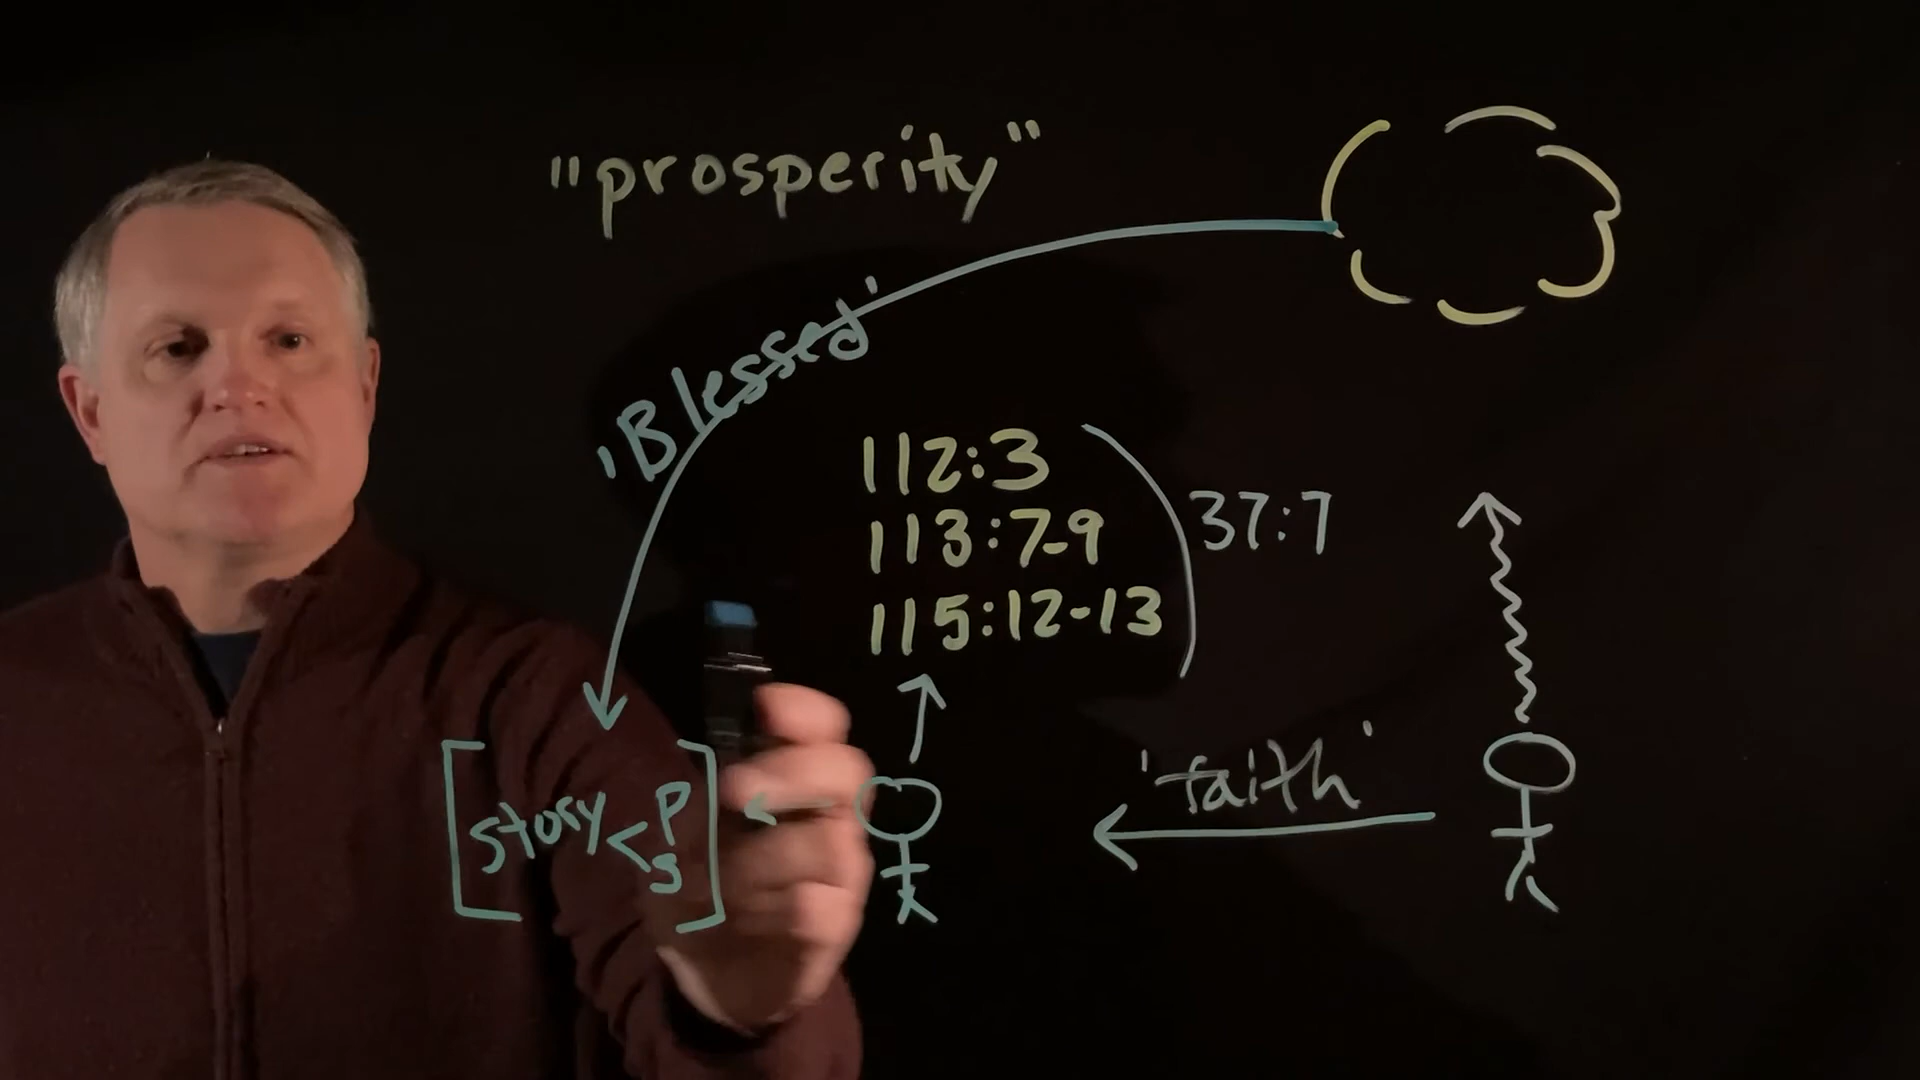 "prosperity"
'Blessed'
112:3
113:7-9
115:12-13
37:7
'faith'
[story < P
S]